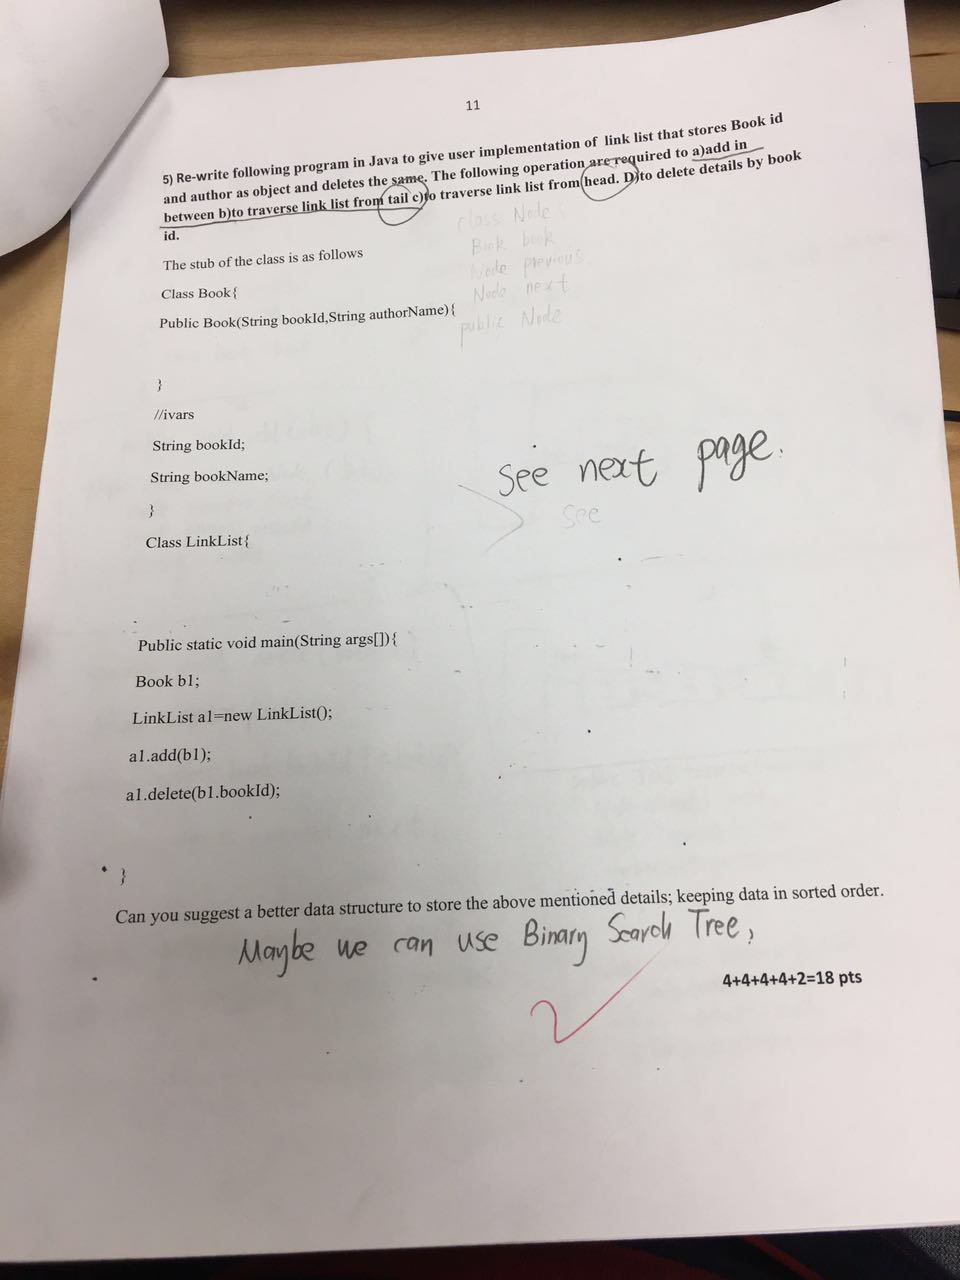 11
5) Re-write following program in Java to give user implementation of link list that stores Book id
and author as object and deletes the same. The following operation are required to a)add in
between b)to traverse link list from tail c)to traverse link list from head. D)to delete details by book
id.
class Node {
The stub of the class is as follows
Book book
Node previous
Class Book{
Node next
Public Book(String bookId,String authorName){
public Node
}
//ivars
String bookId;
See next page.
String bookName;
see
}
Class LinkList{
Public static void main(String args[]){
Book b1;
LinkList a1=new LinkList();
a1.add(b1);
a1.delete(b1.bookId);
}
Can you suggest a better data structure to store the above mentioned details; keeping data in sorted order.
Maybe we can use Binary Search Tree,
4+4+4+4+2=18 pts
2